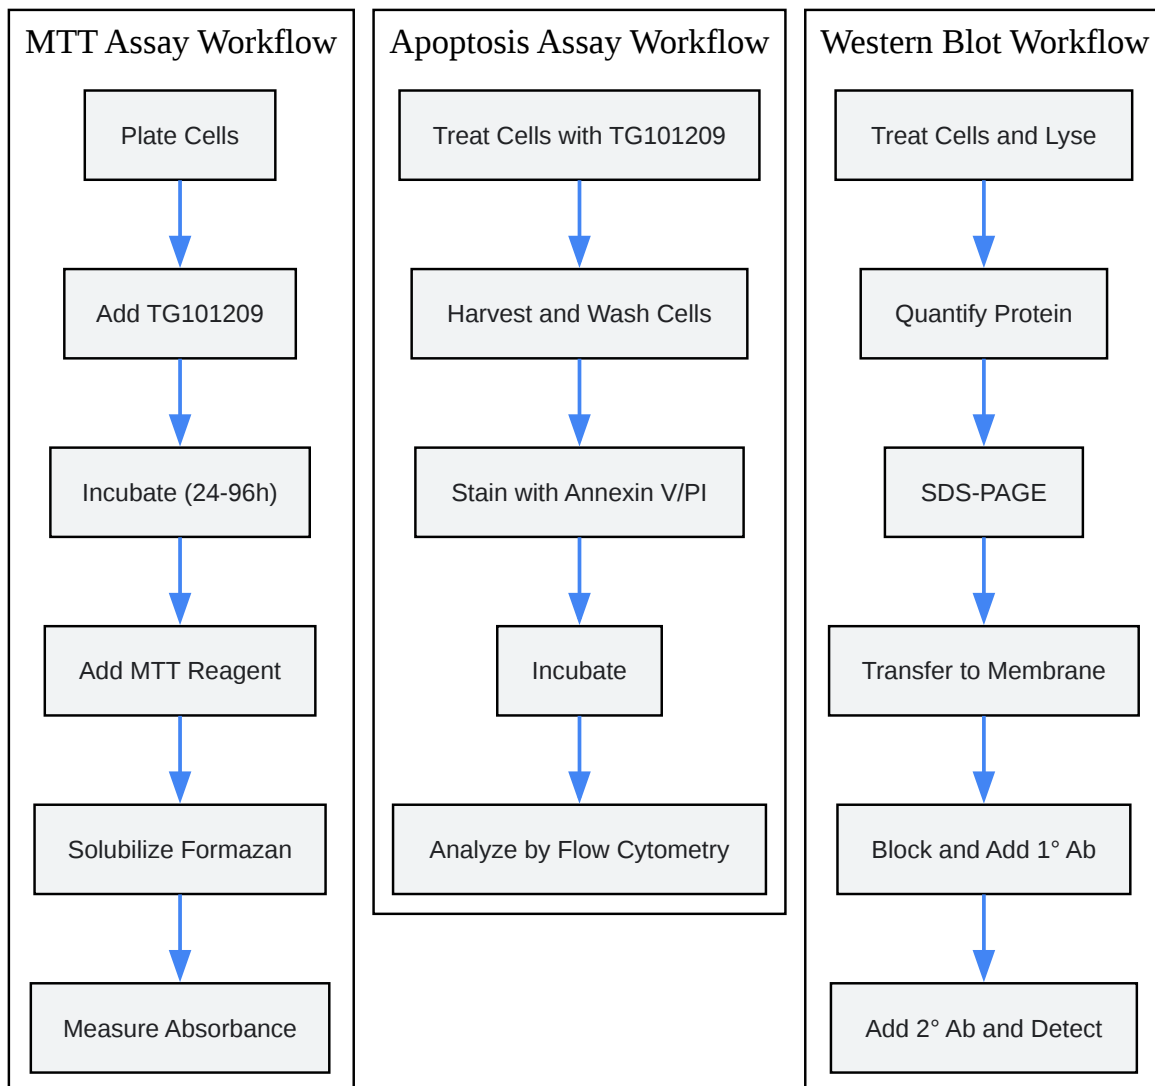 MTT Assay Workflow
Plate Cells
Add TG101209
Incubate (24-96h)
Add MTT Reagent
Solubilize Formazan
Measure Absorbance
Apoptosis Assay Workflow
Treat Cells with TG101209
Harvest and Wash Cells
Stain with Annexin V/PI
Incubate
Analyze by Flow Cytometry
Western Blot Workflow
Treat Cells and Lyse
Quantify Protein
SDS-PAGE
Transfer to Membrane
Block and Add 1° Ab
Add 2° Ab and Detect